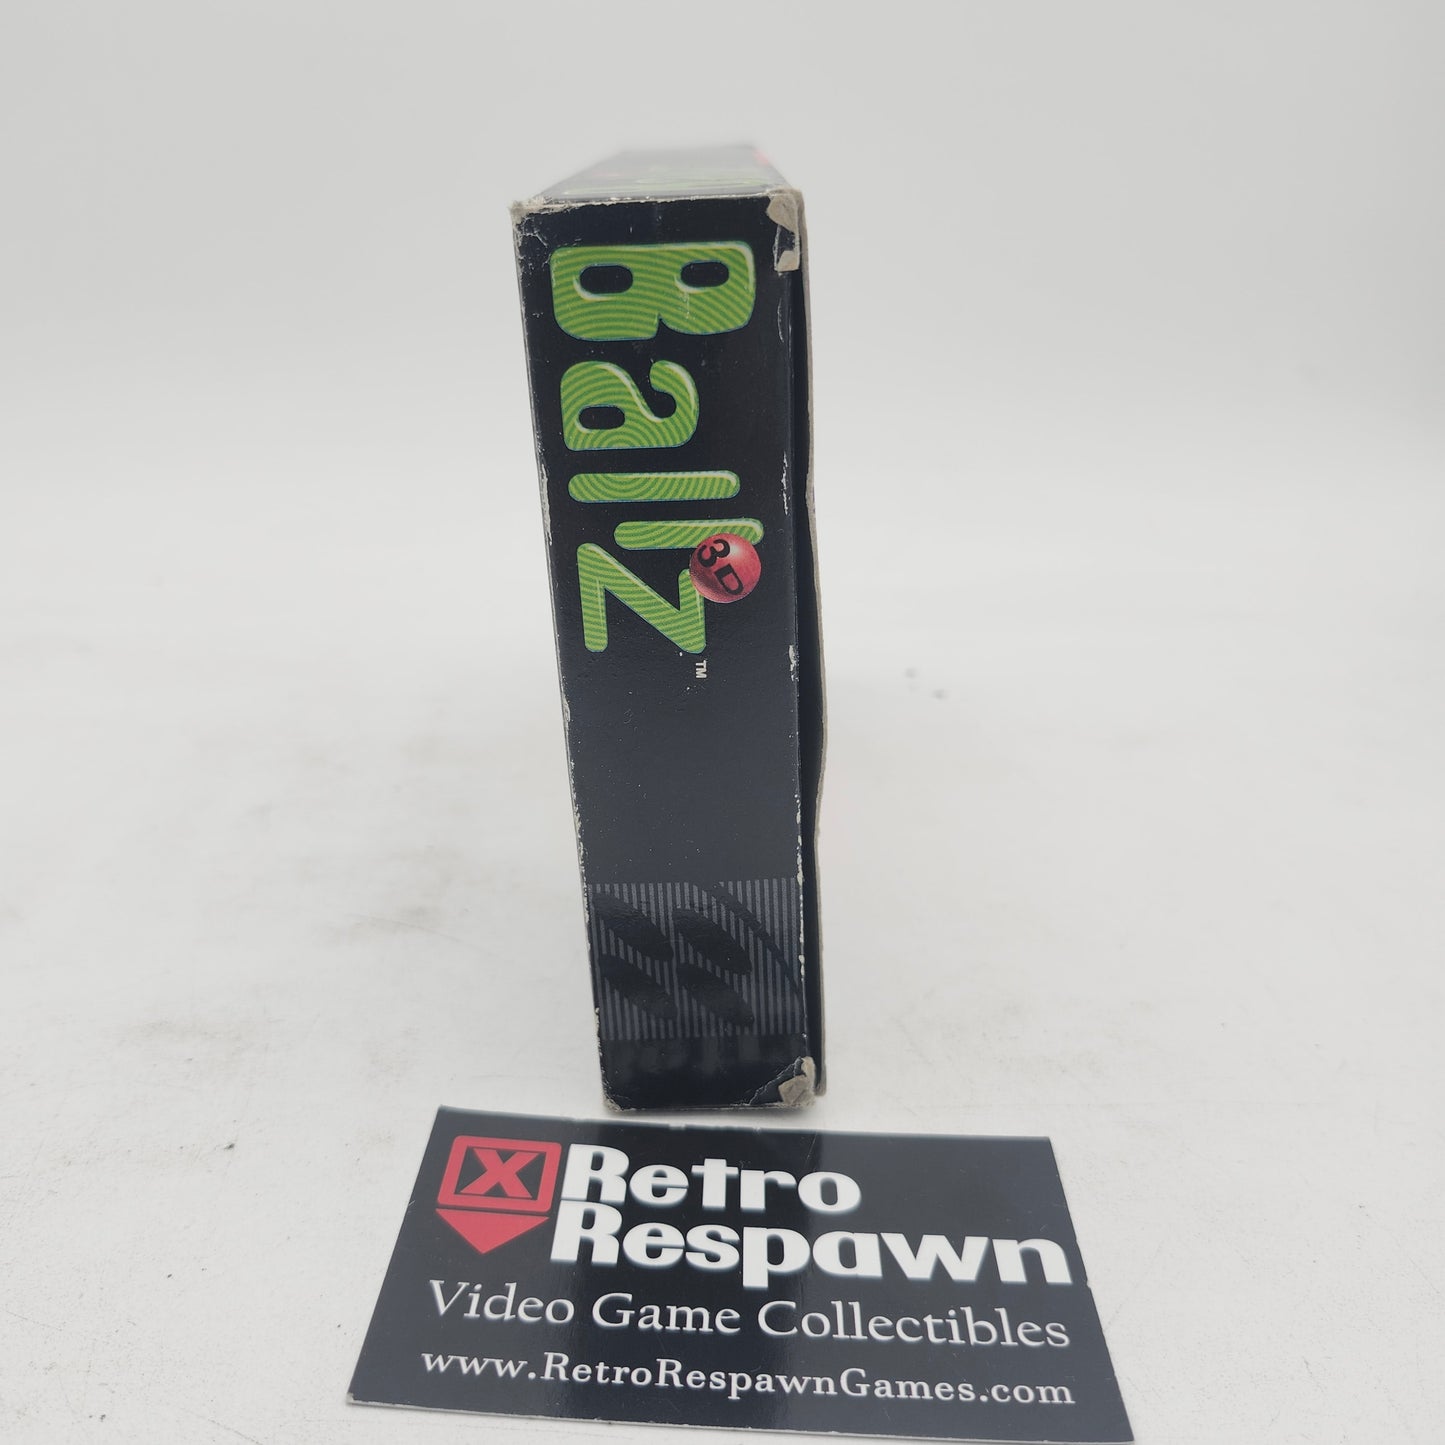 Ballz
3D
TM
X
Retro
Respawn
Video Game Collectibles
www.RetroRespawnGames.com